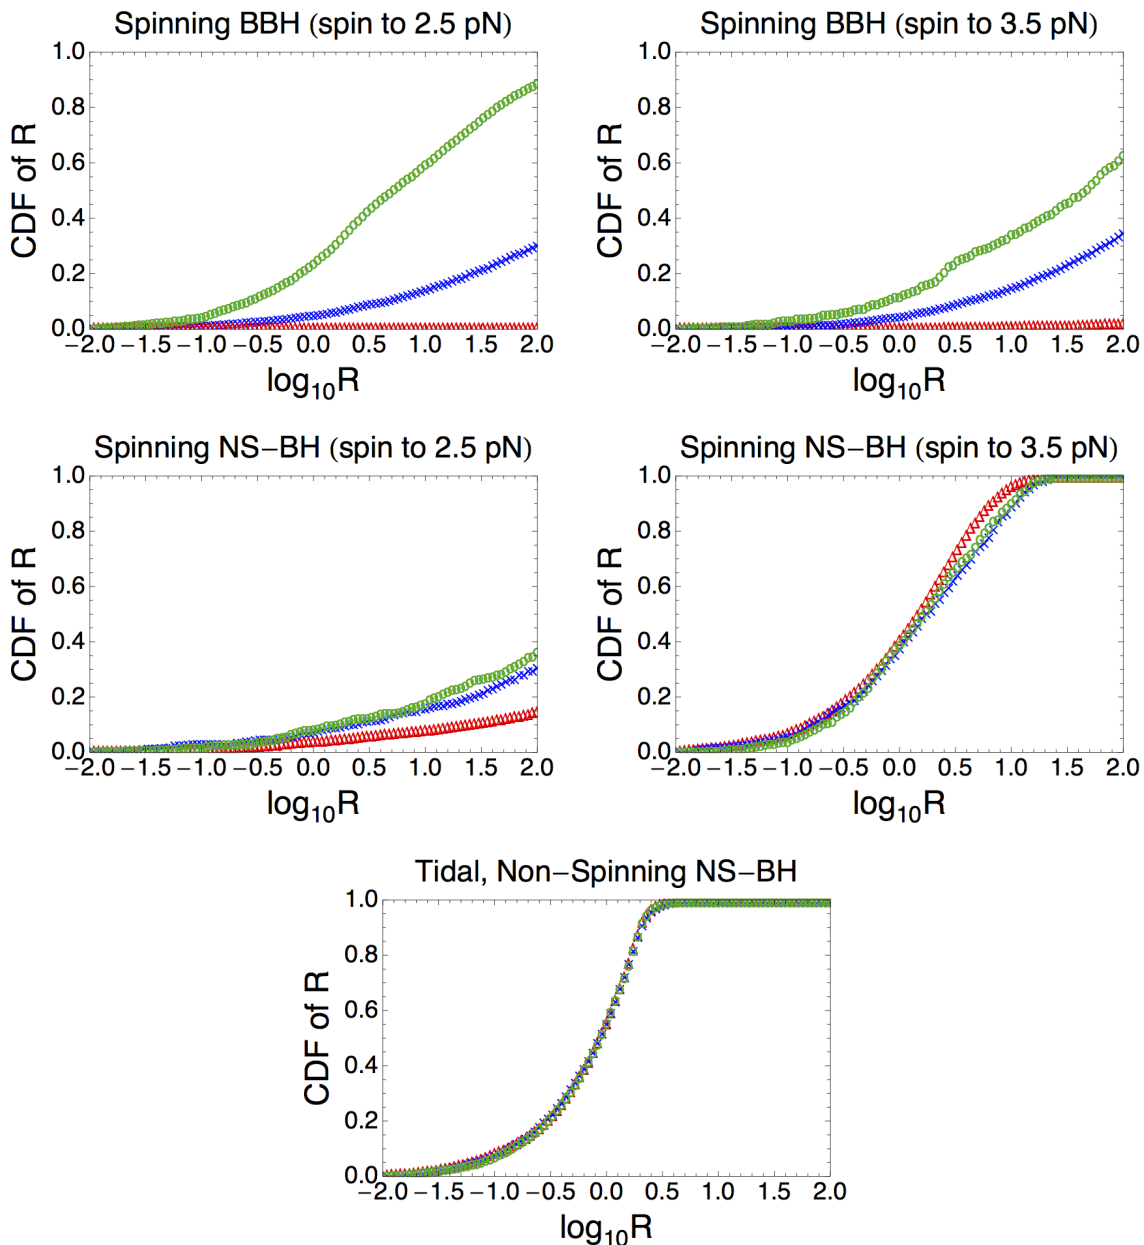 Spinning BBH (spin to 2.5 pN)
1.0
0.8
0.6
0.4
0.2
0.0
CDF of R
−2.0 −1.5 −1.0 −0.5 0.0 0.5 1.0 1.5 2.0
log10R
Spinning BBH (spin to 3.5 pN)
1.0
0.8
0.6
0.4
0.2
0.0
CDF of R
−2.0 −1.5 −1.0 −0.5 0.0 0.5 1.0 1.5 2.0
log10R
Spinning NS−BH (spin to 2.5 pN)
1.0
0.8
0.6
0.4
0.2
0.0
CDF of R
−2.0 −1.5 −1.0 −0.5 0.0 0.5 1.0 1.5 2.0
log10R
Spinning NS−BH (spin to 3.5 pN)
1.0
0.8
0.6
0.4
0.2
0.0
CDF of R
−2.0 −1.5 −1.0 −0.5 0.0 0.5 1.0 1.5 2.0
log10R
Tidal, Non−Spinning NS−BH
1.0
0.8
0.6
0.4
0.2
0.0
CDF of R
−2.0 −1.5 −1.0 −0.5 0.0 0.5 1.0 1.5 2.0
log10R